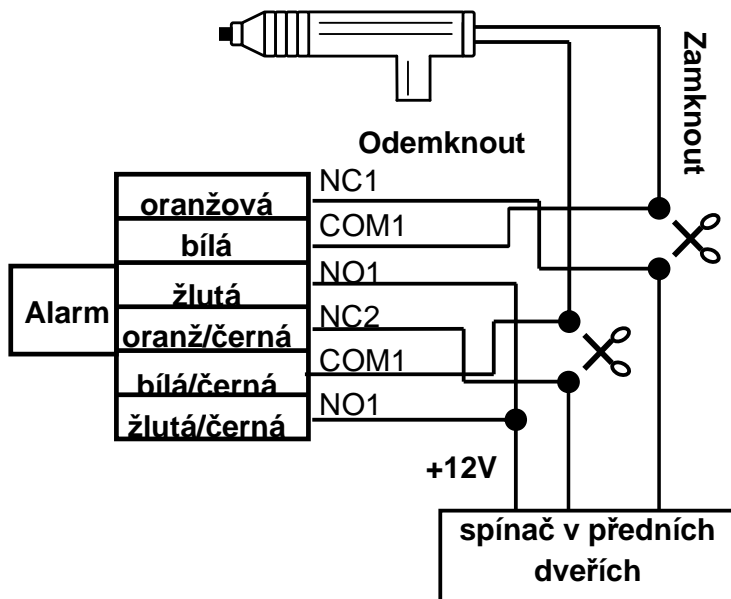 Zamknout
Odemknout
NC1
oranžová
COM1
bílá
NO1
žlutá
Alarm
NC2
oranž/černá
COM1
bílá/černá
NO1
žlutá/černá
+12V
spínač v předních
dveřích